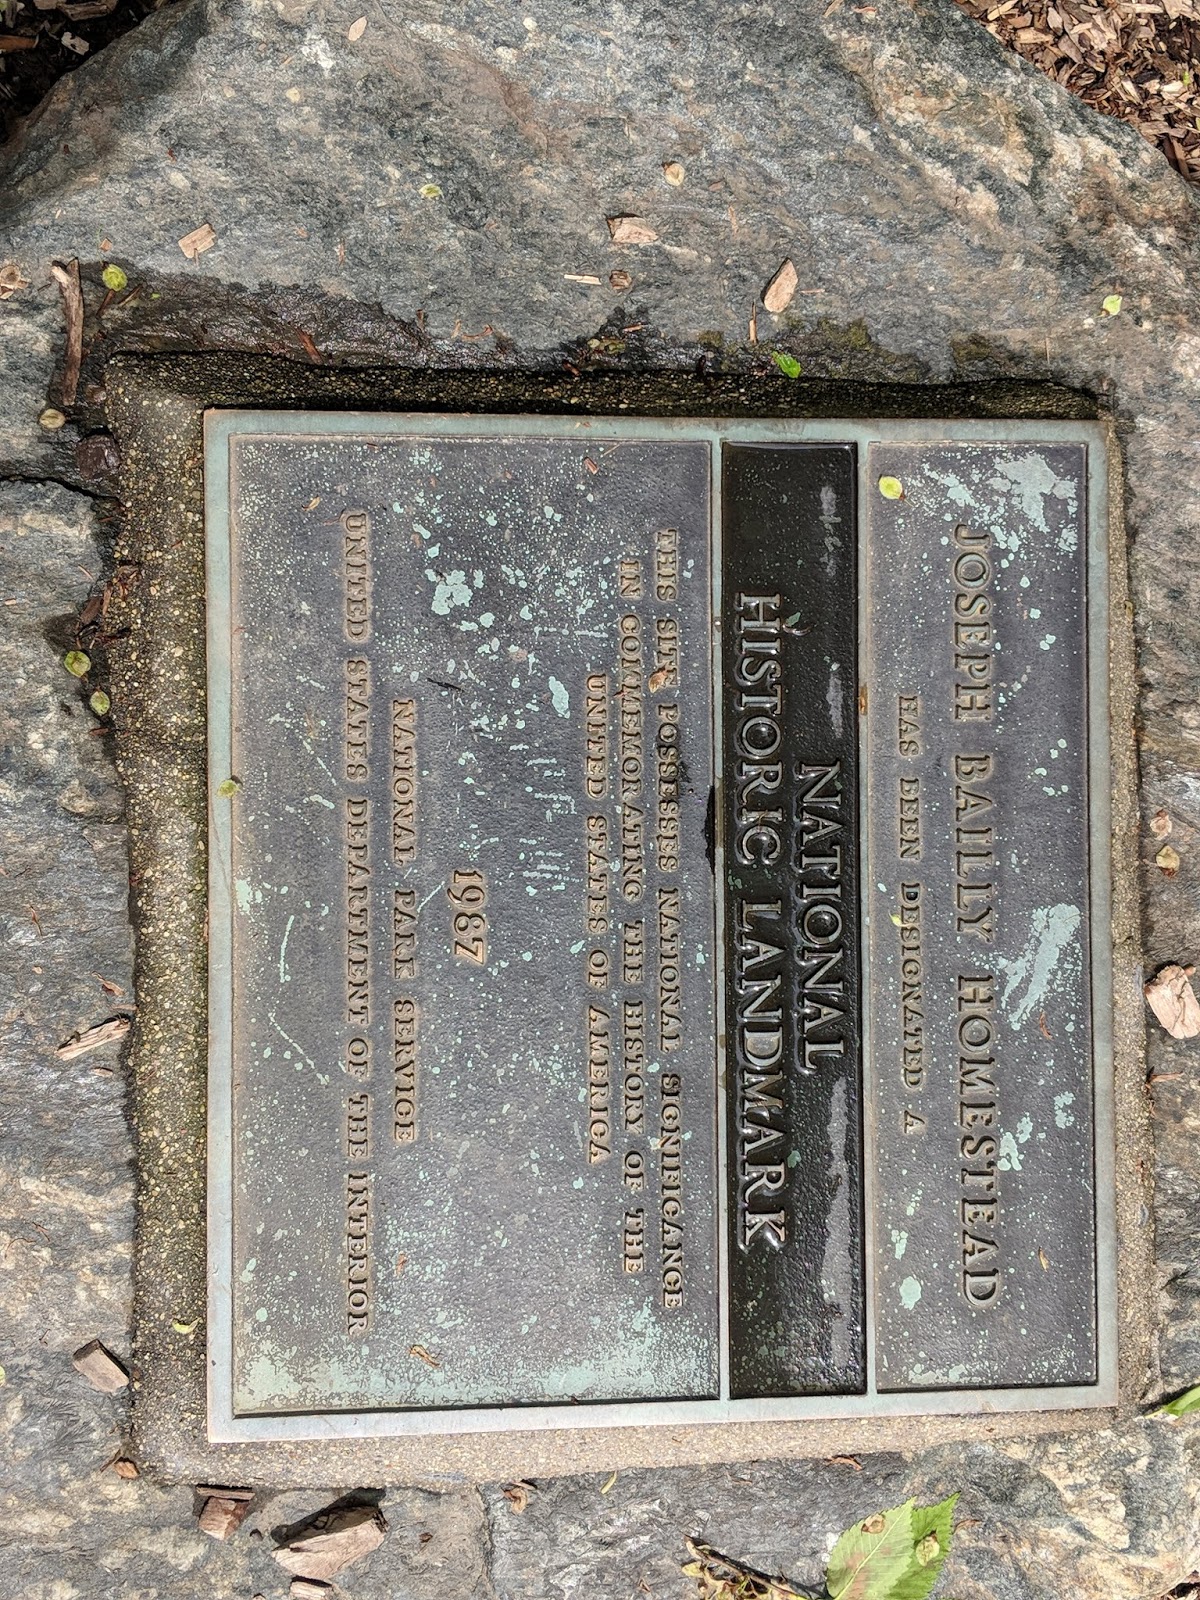 JOSEPH BAILLY HOMESTEAD
HAS BEEN DESIGNATED A
NATIONAL
HISTORIC LANDMARK
THIS SITE POSSESSES NATIONAL SIGNIFICANCE
IN COMMEMORATING THE HISTORY OF THE
UNITED STATES OF AMERICA
1987
NATIONAL PARK SERVICE
UNITED STATES DEPARTMENT OF THE INTERIOR